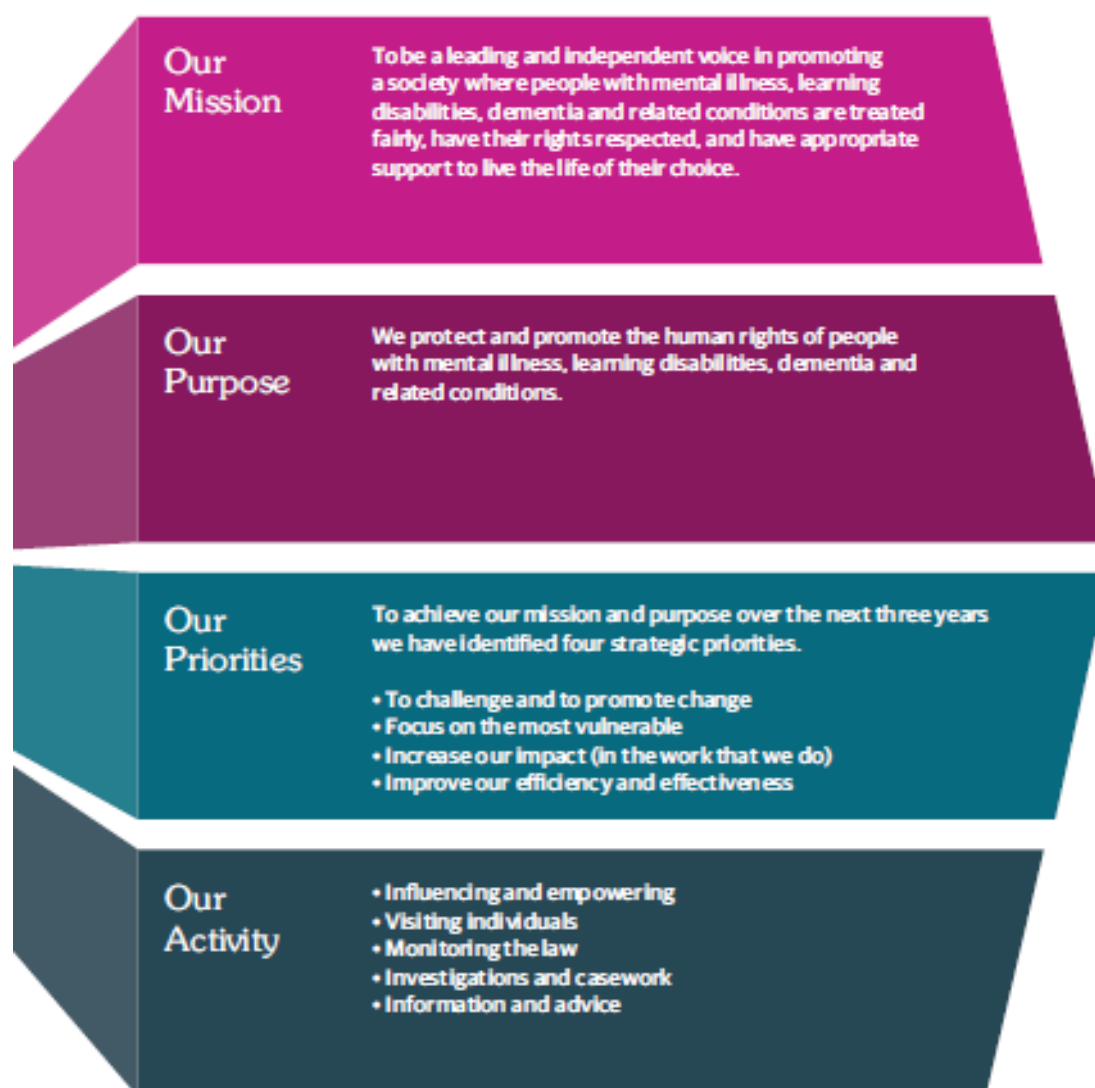 Our
Mission
To be a leading and independent voice in promoting
a society where people with mental illness, learning
disabilities, dementia and related conditions are treated
fairly, have their rights respected, and have appropriate
support to live the life of their choice.
Our
Purpose
We protect and promote the human rights of people
with mental illness, learning disabilities, dementia and
related conditions.
Our
Priorities
To achieve our mission and purpose over the next three years
we have identified four strategic priorities.
• To challenge and to promote change
• Focus on the most vulnerable
• Increase our impact (in the work that we do)
• Improve our efficiency and effectiveness
Our
Activity
• Influencing and empowering
• Visiting individuals
• Monitoring the law
• Investigations and casework
• Information and advice